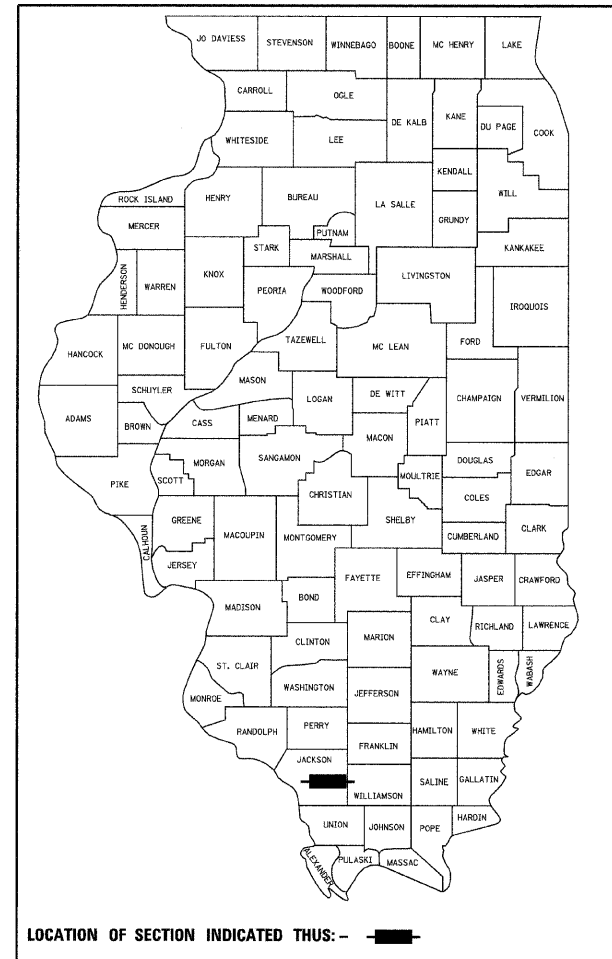 JO DAVIESS STEVENSON WINNEBAGO BOONE MC HENRY LAKE
CARROLL OGLE
DE KALB KANE DU PAGE COOK
WHITESIDE LEE
KENDALL
ROCK ISLAND HENRY BUREAU LA SALLE WILL
MERCER PUTNAM GRUNDY
STARK MARSHALL KANKAKEE
HENDERSON WARREN KNOX PEORIA WOODFORD LIVINGSTON IROQUOIS
HANCOCK MC DONOUGH FULTON TAZEWELL MC LEAN FORD
SCHUYLER MASON LOGAN DE WITT CHAMPAIGN VERMILION
ADAMS BROWN CASS MENARD MACON PIATT
PIKE SCOTT MORGAN SANGAMON MOULTRIE DOUGLAS EDGAR
CHRISTIAN COLES
CALHOUN GREENE MACOUPIN MONTGOMERY SHELBY CUMBERLAND CLARK
JERSEY FAYETTE EFFINGHAM JASPER CRAWFORD
MADISON BOND CLAY RICHLAND LAWRENCE
CLINTON MARION
ST. CLAIR WAYNE EDWARDS WABASH
MONROE WASHINGTON JEFFERSON
RANDOLPH PERRY HAMILTON WHITE
JACKSON FRANKLIN
WILLIAMSON SALINE GALLATIN
UNION JOHNSON POPE HARDIN
ALEXANDER PULASKI MASSAC
LOCATION OF SECTION INDICATED THUS: -